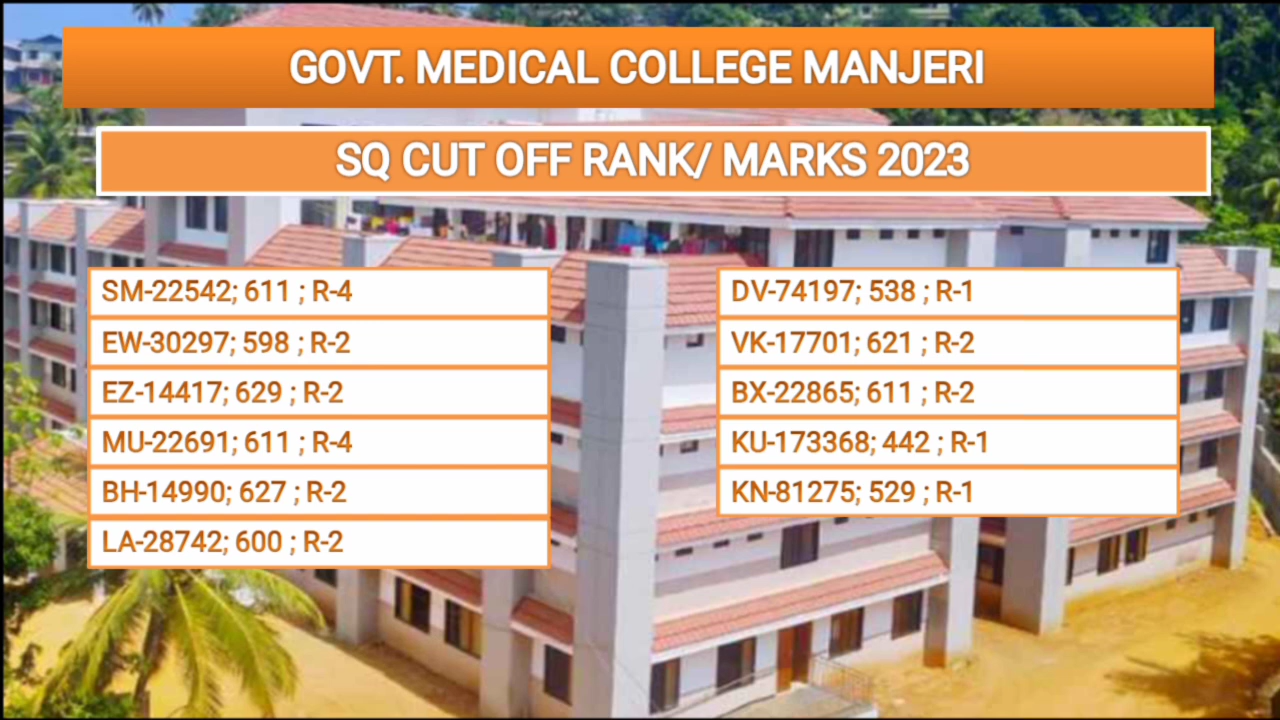 GOVT. MEDICAL COLLEGE MANJERI
SQ CUT OFF RANK/ MARKS 2023
SM-22542; 611 ; R-4
EW-30297; 598 ; R-2
EZ-14417; 629 ; R-2
MU-22691; 611 ; R-4
BH-14990; 627 ; R-2
LA-28742; 600 ; R-2
DV-74197; 538 ; R-1
VK-17701; 621 ; R-2
BX-22865; 611 ; R-2
KU-173368; 442 ; R-1
KN-81275; 529 ; R-1